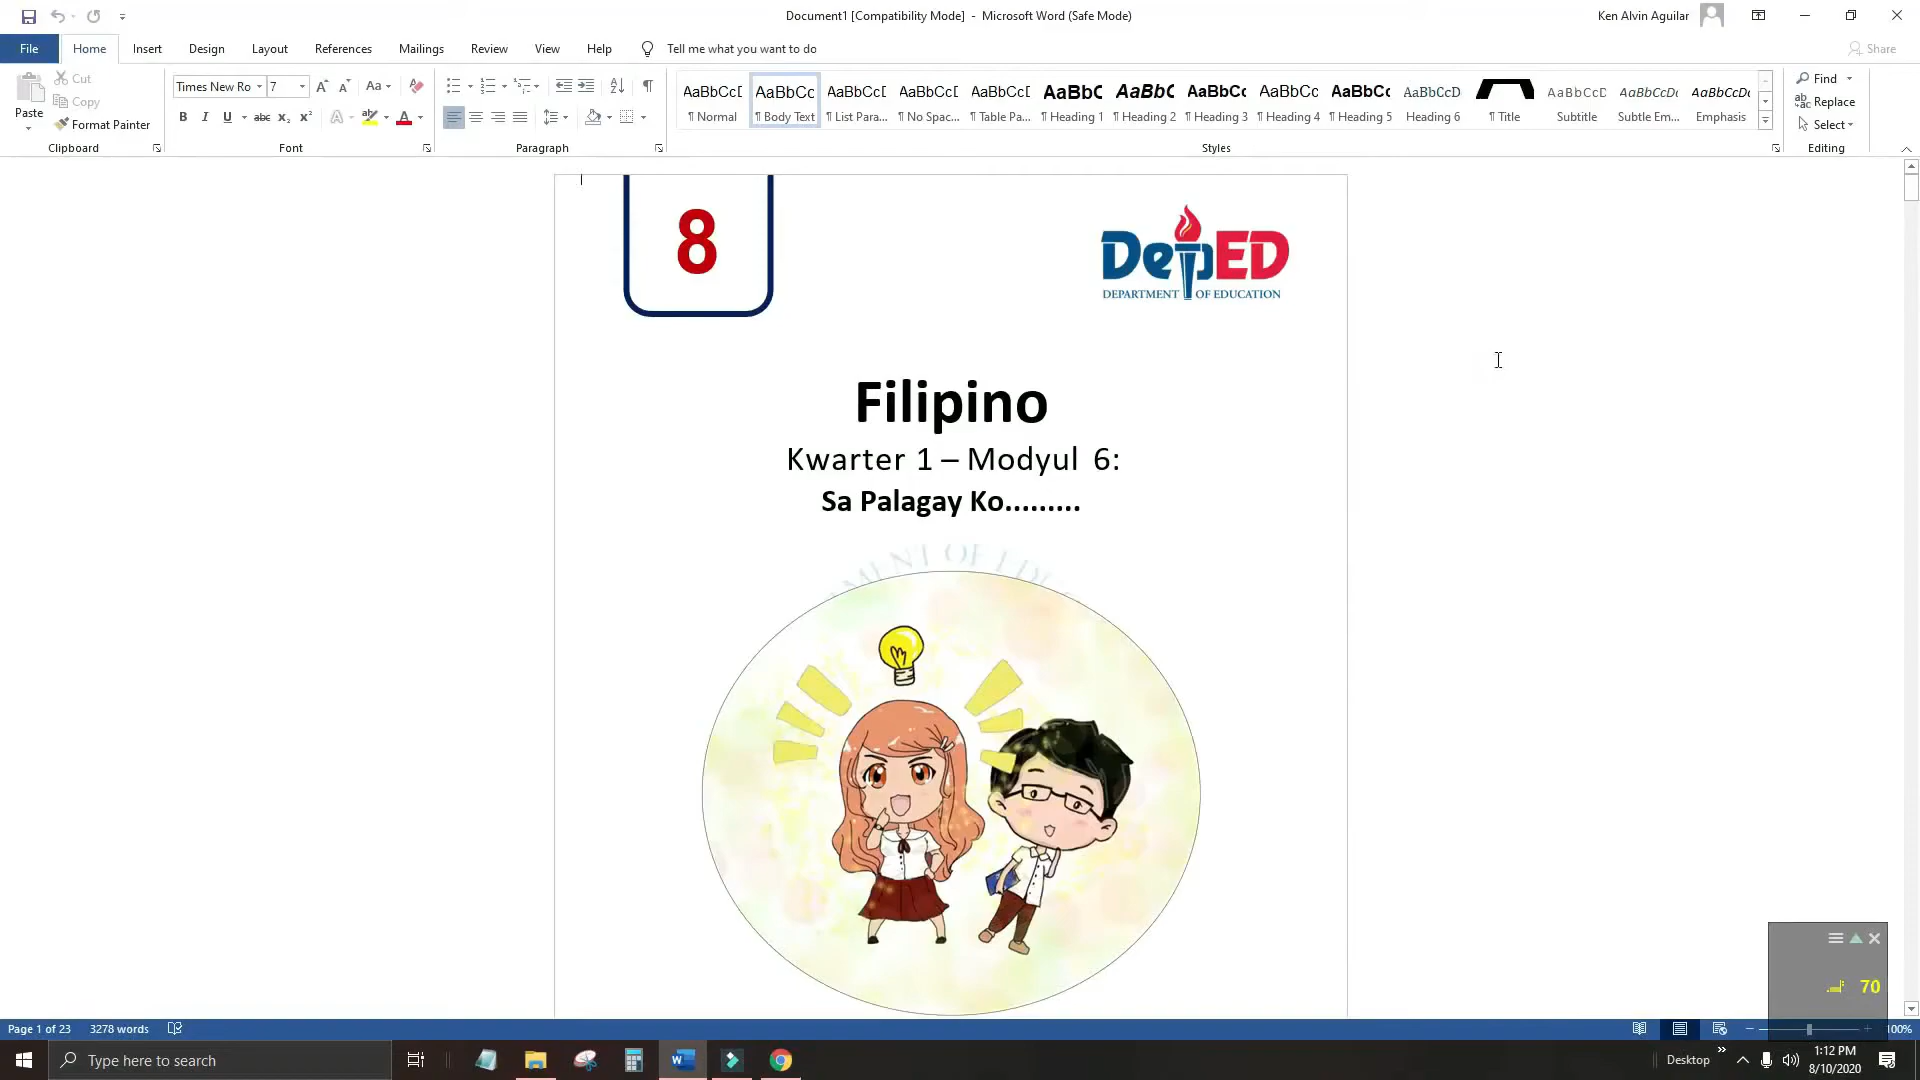 Document1 [Compatibility Mode] - Microsoft Word (Safe Mode)
Ken Alvin Aguilar
File Home Insert Design Layout References Mailings Review View Help Tell me what you want to do Share
Paste
Cut
Copy
Format Painter
Clipboard
Times New Ro 7
Font
Paragraph
AaBbCcI AaBbCc AaBbCcI AaBbCcI AaBbCcI AaBbC AaBbC AaBbCc AaBbCc AaBbCc AaBbCcD AaBbCcD AaBbCcDc AaBbCcDc
¶ Normal ¶ Body Text ¶ List Para... ¶ No Spac... ¶ Table Pa... ¶ Heading 1 ¶ Heading 2 ¶ Heading 3 ¶ Heading 4 ¶ Heading 5 Heading 6 ¶ Title Subtitle Subtle Em... Emphasis
Styles
Find
Replace
Select
Editing
8
DepED
DEPARTMENT OF EDUCATION
Filipino
Kwarter 1 – Modyul 6:
Sa Palagay Ko.........
MENT OF EDU
70
Page 1 of 23 3278 words
100%
Type here to search
Desktop
1:12 PM
8/10/2020